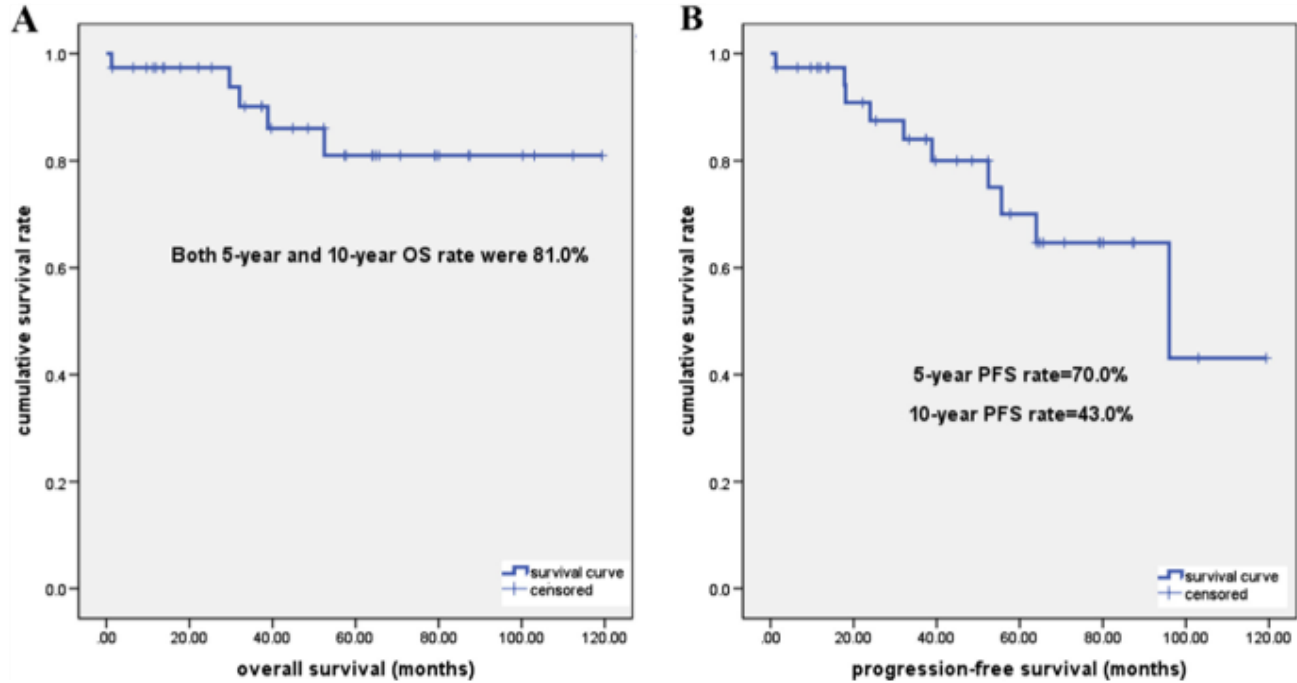 A
cumulative survival rate
1.0
0.8
0.6
0.4
0.2
0.0
Both 5-year and 10-year OS rate were 81.0%
survival curve
censored
.00 20.00 40.00 60.00 80.00 100.00 120.00
overall survival (months)
B
cumulative survival rate
1.0
0.8
0.6
0.4
0.2
0.0
5-year PFS rate=70.0%
10-year PFS rate=43.0%
survival curve
censored
.00 20.00 40.00 60.00 80.00 100.00 120.00
progression-free survival (months)